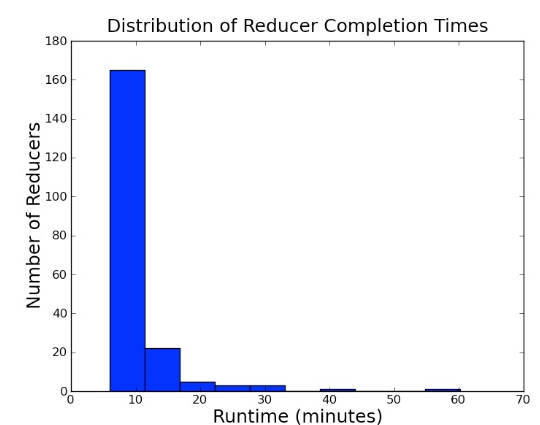 Distribution of Reducer Completion Times
180
160
140
120
100
80
60
40
20
0
Number of Reducers
0 10 20 30 40 50 60 70
Runtime (minutes)